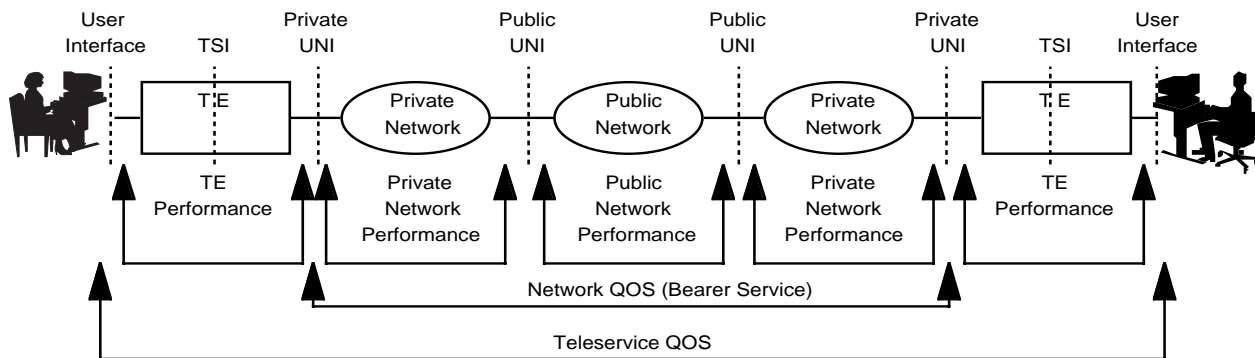 User Interface
TSI
Private UNI
Public UNI
Public UNI
Private UNI
TSI
User Interface
TE
Private Network
Public Network
Private Network
TE
TE Performance
Private Network Performance
Public Network Performance
Private Network Performance
TE Performance
Network QOS (Bearer Service)
Teleservice QOS